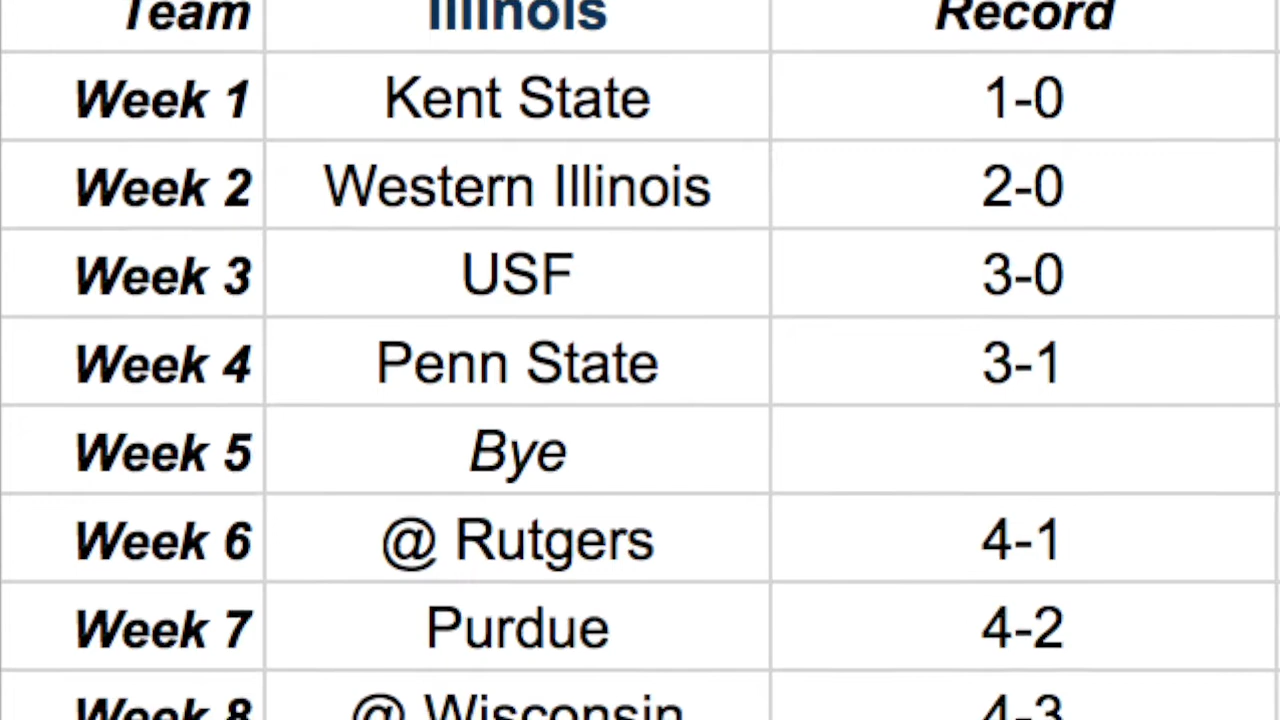 Team Illinois Record
Week 1 Kent State 1-0
Week 2 Western Illinois 2-0
Week 3 USF 3-0
Week 4 Penn State 3-1
Week 5 Bye
Week 6 @ Rutgers 4-1
Week 7 Purdue 4-2
Week 8 @ Wisconsin 4-3